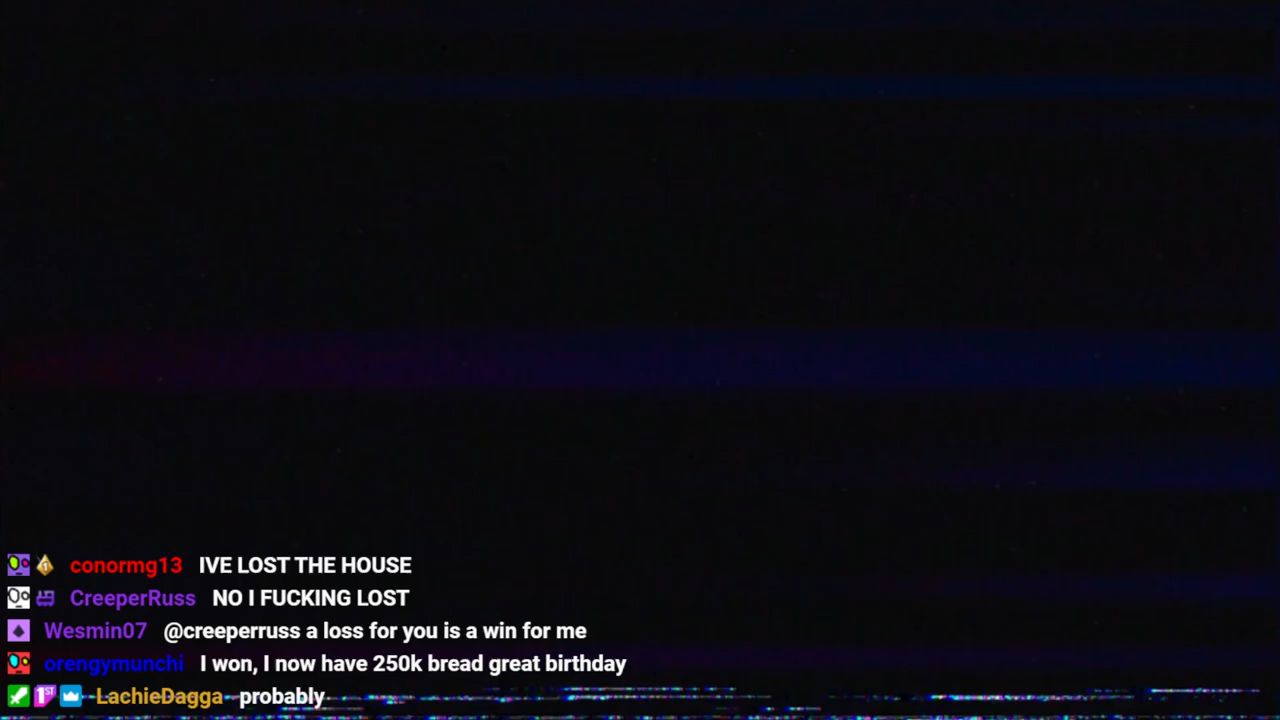 conormg13 IVE LOST THE HOUSE
CreeperRuss NO I FUCKING LOST
Wesmin07 @creeperruss a loss for you is a win for me
orengymunchi I won, I now have 250k bread great birthday
1ST LachieDagga probably